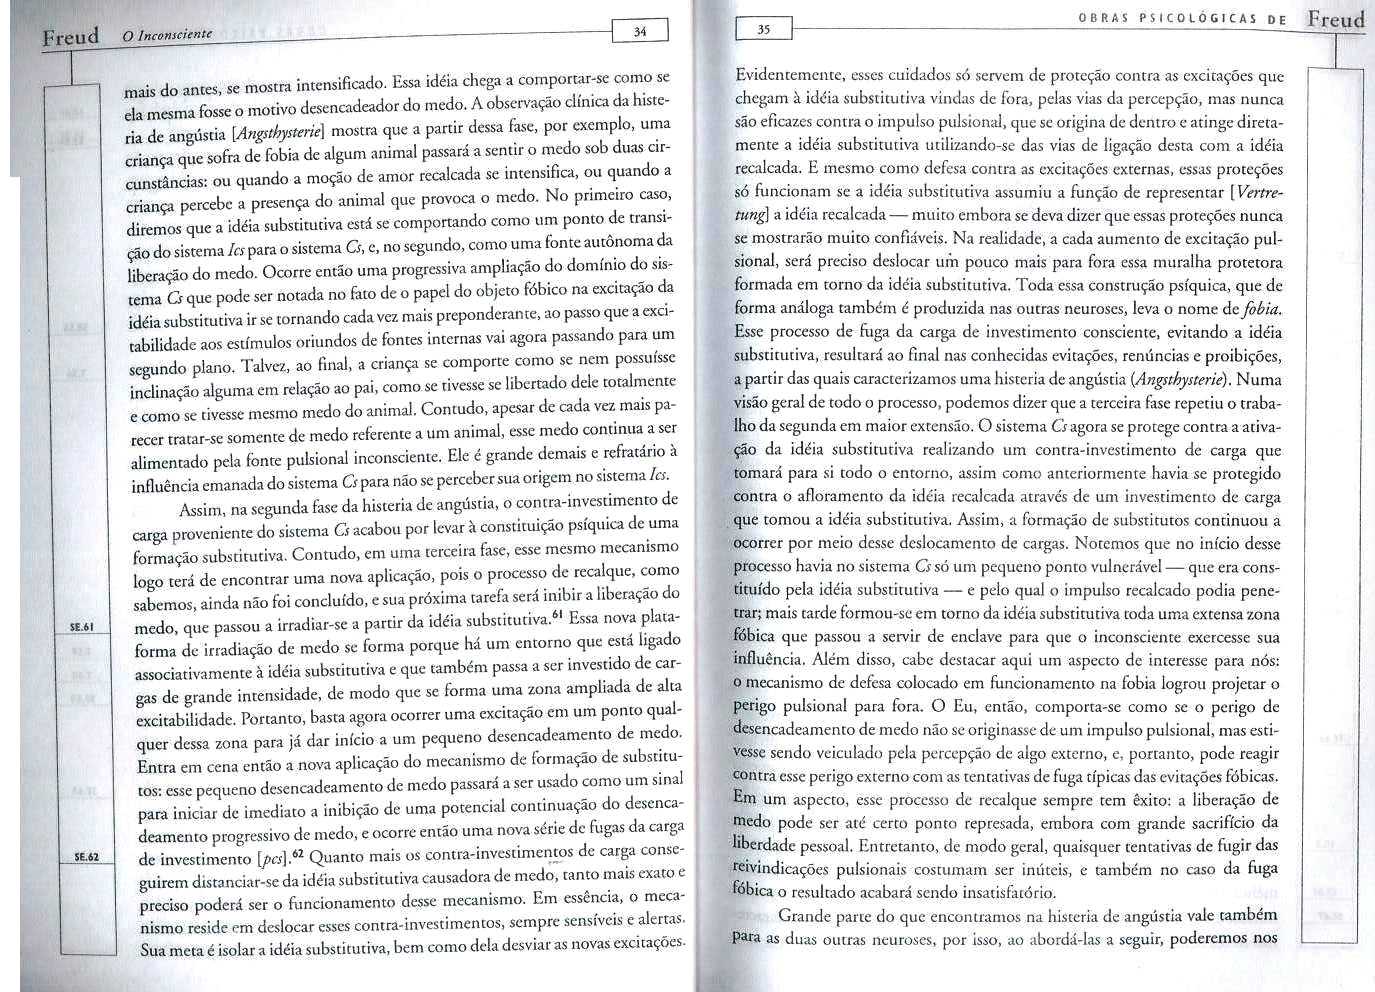 Freud O Inconsciente 34
mais do antes, se mostra intensificado. Essa idéia chega a comportar-se como se
ela mesma fosse o motivo desencadeador do medo. A observação clínica da histe-
ria de angústia [Angsthysterie] mostra que a partir dessa fase, por exemplo, uma
criança que sofra de fobia de algum animal passará a sentir o medo sob duas cir-
cunstâncias: ou quando a moção de amor recalcada se intensifica, ou quando a
criança percebe a presença do animal que provoca o medo. No primeiro caso,
diremos que a idéia substitutiva está se comportando como um ponto de transi-
ção do sistema Ics para o sistema Cs, e, no segundo, como uma fonte autônoma da
liberação do medo. Ocorre então uma progressiva ampliação do domínio do sis-
tema Cs que pode ser notada no fato de o papel do objeto fóbico na excitação da
idéia substitutiva ir se tornando cada vez mais preponderante, ao passo que a exci-
tabilidade aos estímulos oriundos de fontes internas vai agora passando para um
segundo plano. Talvez, ao final, a criança se comporte como se nem possuísse
inclinação alguma em relação ao pai, como se tivesse se libertado dele totalmente
e como se tivesse mesmo medo do animal. Contudo, apesar de cada vez mais pa-
recer tratar-se somente de medo referente a um animal, esse medo continua a ser
alimentado pela fonte pulsional inconsciente. Ele é grande demais e refratário à
influência emanada do sistema Cs para não se perceber sua origem no sistema Ics.
Assim, na segunda fase da histeria de angústia, o contra-investimento de
carga proveniente do sistema Cs acabou por levar à constituição psíquica de uma
formação substitutiva. Contudo, em uma terceira fase, esse mesmo mecanismo
logo terá de encontrar uma nova aplicação, pois o processo de recalque, como
sabemos, ainda não foi concluído, e sua próxima tarefa será inibir a liberação do
SE.61 medo, que passou a irradiar-se a partir da idéia substitutiva.61 Essa nova plata-
forma de irradiação de medo se forma porque há um entorno que está ligado
associativamente à idéia substitutiva e que também passa a ser investido de car-
gas de grande intensidade, de modo que se forma uma zona ampliada de alta
excitabilidade. Portanto, basta agora ocorrer uma excitação em um ponto qual-
quer dessa zona para já dar início a um pequeno desencadeamento de medo.
Entra em cena então a nova aplicação do mecanismo de formação de substitu-
tos: esse pequeno desencadeamento de medo passará a ser usado como um sinal
para iniciar de imediato a inibição de uma potencial continuação do desenca-
deamento progressivo de medo, e ocorre então uma nova série de fugas da carga
SE.62 de investimento [pcs].62 Quanto mais os contra-investimentos de carga conse-
guirem distanciar-se da idéia substitutiva causadora de medo, tanto mais exato e
preciso poderá ser o funcionamento desse mecanismo. Em essência, o meca-
nismo reside em deslocar esses contra-investimentos, sempre sensíveis e alertas.
Sua meta é isolar a idéia substitutiva, bem como dela desviar as novas excitações.
35 OBRAS PSICOLÓGICAS DE Freud
Evidentemente, esses cuidados só servem de proteção contra as excitações que
chegam à idéia substitutiva vindas de fora, pelas vias da percepção, mas nunca
são eficazes contra o impulso pulsional, que se origina de dentro e atinge direta-
mente a idéia substitutiva utilizando-se das vias de ligação desta com a idéia
recalcada. E mesmo como defesa contra as excitações externas, essas proteções
só funcionam se a idéia substitutiva assumiu a função de representar [Vertre-
tung] a idéia recalcada — muito embora se deva dizer que essas proteções nunca
se mostrarão muito confiáveis. Na realidade, a cada aumento de excitação pul-
sional, será preciso deslocar um pouco mais para fora essa muralha protetora
formada em torno da idéia substitutiva. Toda essa construção psíquica, que de
forma análoga também é produzida nas outras neuroses, leva o nome de fobia.
Esse processo de fuga da carga de investimento consciente, evitando a idéia
substitutiva, resultará ao final nas conhecidas evitações, renúncias e proibições,
a partir das quais caracterizamos uma histeria de angústia (Angsthysterie). Numa
visão geral de todo o processo, podemos dizer que a terceira fase repetiu o traba-
lho da segunda em maior extensão. O sistema Cs agora se protege contra a ativa-
ção da idéia substitutiva realizando um contra-investimento de carga que
tomará para si todo o entorno, assim como anteriormente havia se protegido
contra o afloramento da idéia recalcada através de um investimento de carga
que tomou a idéia substitutiva. Assim, a formação de substitutos continuou a
ocorrer por meio desse deslocamento de cargas. Notemos que no início desse
processo havia no sistema Cs só um pequeno ponto vulnerável — que era cons-
tituído pela idéia substitutiva — e pelo qual o impulso recalcado podia pene-
trar; mais tarde formou-se em torno da idéia substitutiva toda uma extensa zona
fóbica que passou a servir de enclave para que o inconsciente exercesse sua
influência. Além disso, cabe destacar aqui um aspecto de interesse para nós:
o mecanismo de defesa colocado em funcionamento na fobia logrou projetar o
perigo pulsional para fora. O Eu, então, comporta-se como se o perigo de
desencadeamento de medo não se originasse de um impulso pulsional, mas esti-
vesse sendo veiculado pela percepção de algo externo, e, portanto, pode reagir
contra esse perigo externo com as tentativas de fuga típicas das evitações fóbicas.
Em um aspecto, esse processo de recalque sempre tem êxito: a liberação de
medo pode ser até certo ponto represada, embora com grande sacrifício da
liberdade pessoal. Entretanto, de modo geral, quaisquer tentativas de fugir das
reivindicações pulsionais costumam ser inúteis, e também no caso da fuga
fóbica o resultado acabará sendo insatisfatório.
Grande parte do que encontramos na histeria de angústia vale também
para as duas outras neuroses, por isso, ao abordá-las a seguir, poderemos nos